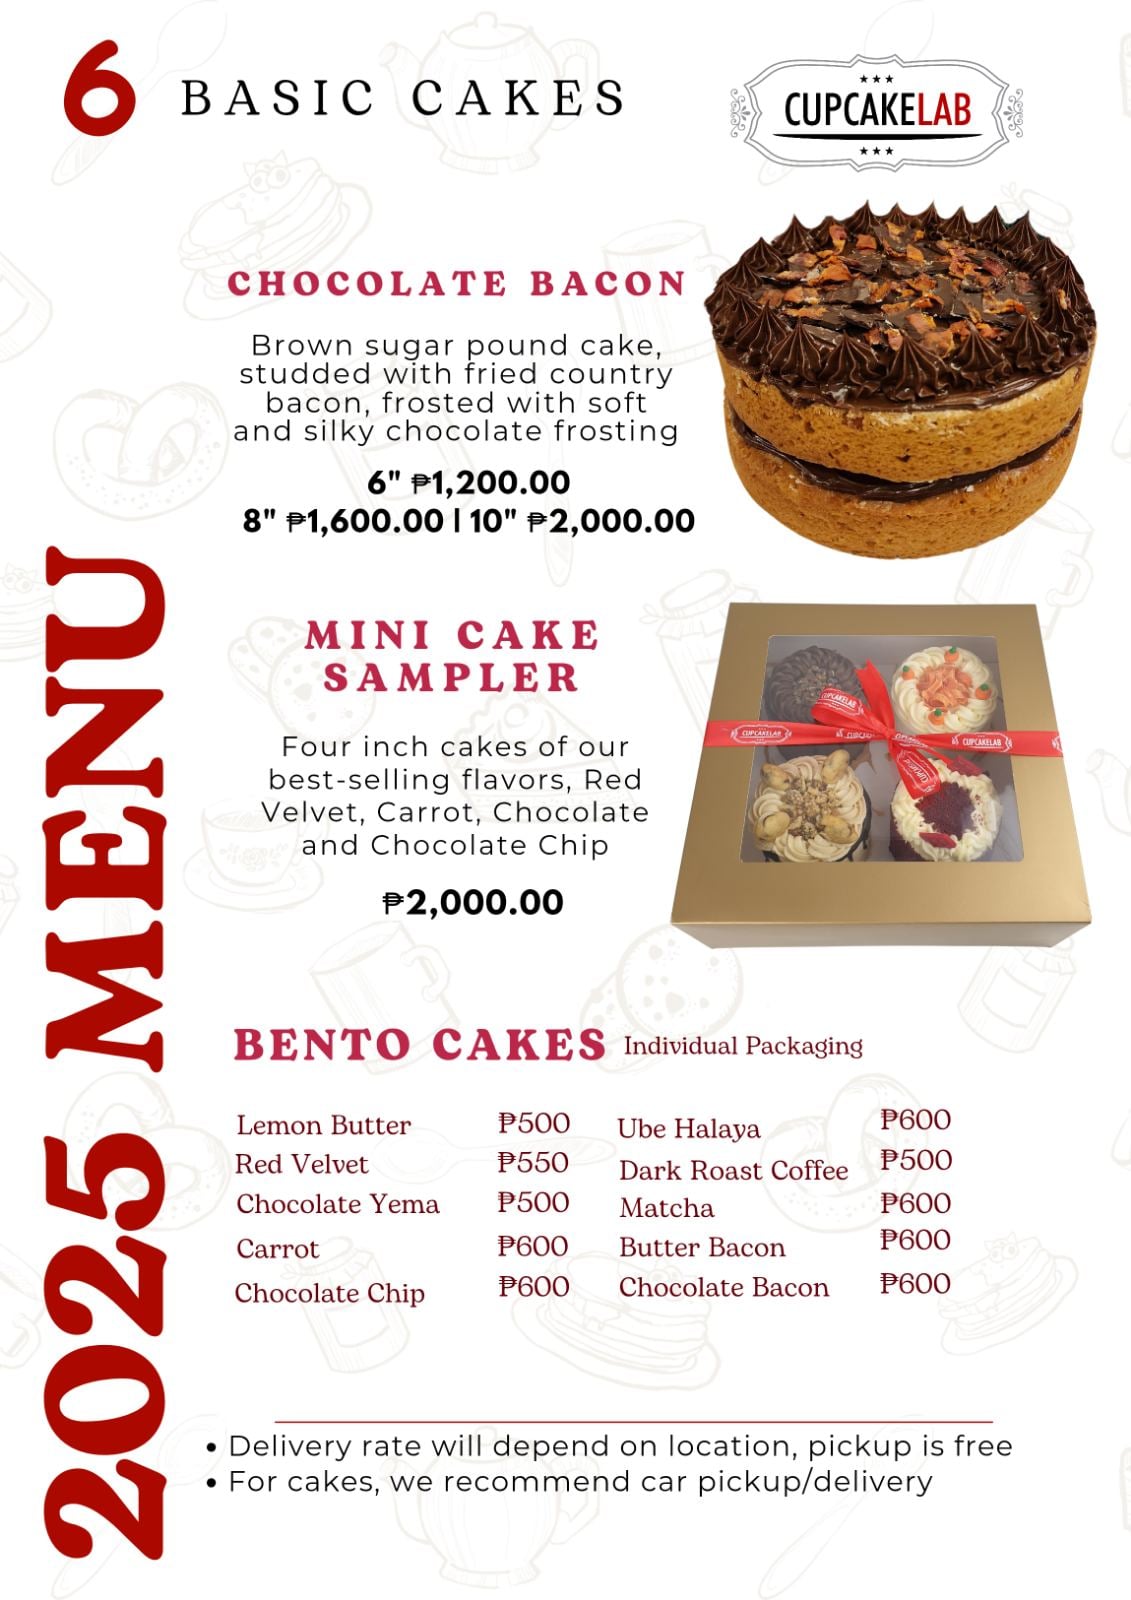 6 BASIC CAKES
★★★
CUPCAKELAB
★★★
CHOCOLATE BACON
Brown sugar pound cake,
studded with fried country
bacon, frosted with soft
and silky chocolate frosting
6" ₱1,200.00
8" ₱1,600.00 | 10" ₱2,000.00
MINI CAKE
SAMPLER
Four inch cakes of our
best-selling flavors, Red
Velvet, Carrot, Chocolate
and Chocolate Chip
₱2,000.00
CUPCAKELAB
CUPCAKELAB
CUPCAKELAB
BENTO CAKES Individual Packaging
Lemon Butter ₱500
Red Velvet ₱550
Chocolate Yema ₱500
Carrot ₱600
Chocolate Chip ₱600
Ube Halaya ₱600
Dark Roast Coffee ₱500
Matcha ₱600
Butter Bacon ₱600
Chocolate Bacon ₱600
• Delivery rate will depend on location, pickup is free
• For cakes, we recommend car pickup/delivery
2025 MENU